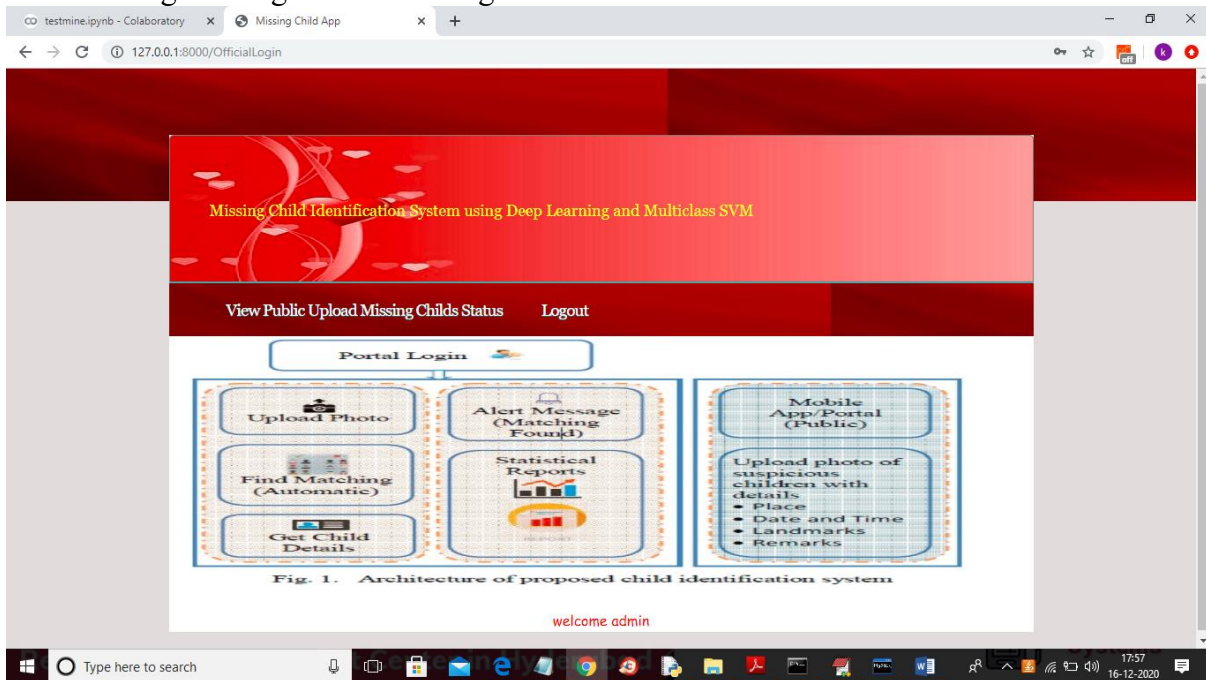 testmine.ipynb - Colaboratory
Missing Child App
127.0.0.1:8000/OfficialLogin
off
k
Missing Child Identification System using Deep Learning and Multiclass SVM
View Public Upload Missing Childs Status Logout
Portal Login
Upload Photo
Find Matching
(Automatic)
Get Child
Details
Alert Message
(Matching
Found)
Statistical
Reports
Mobile
App/Portal
(Public)
Upload photo of
suspicious
children with
details
• Place
• Date and Time
• Landmarks
• Remarks
Fig. 1. Architecture of proposed child identification system
welcome admin
Type here to search
17:57
16-12-2020